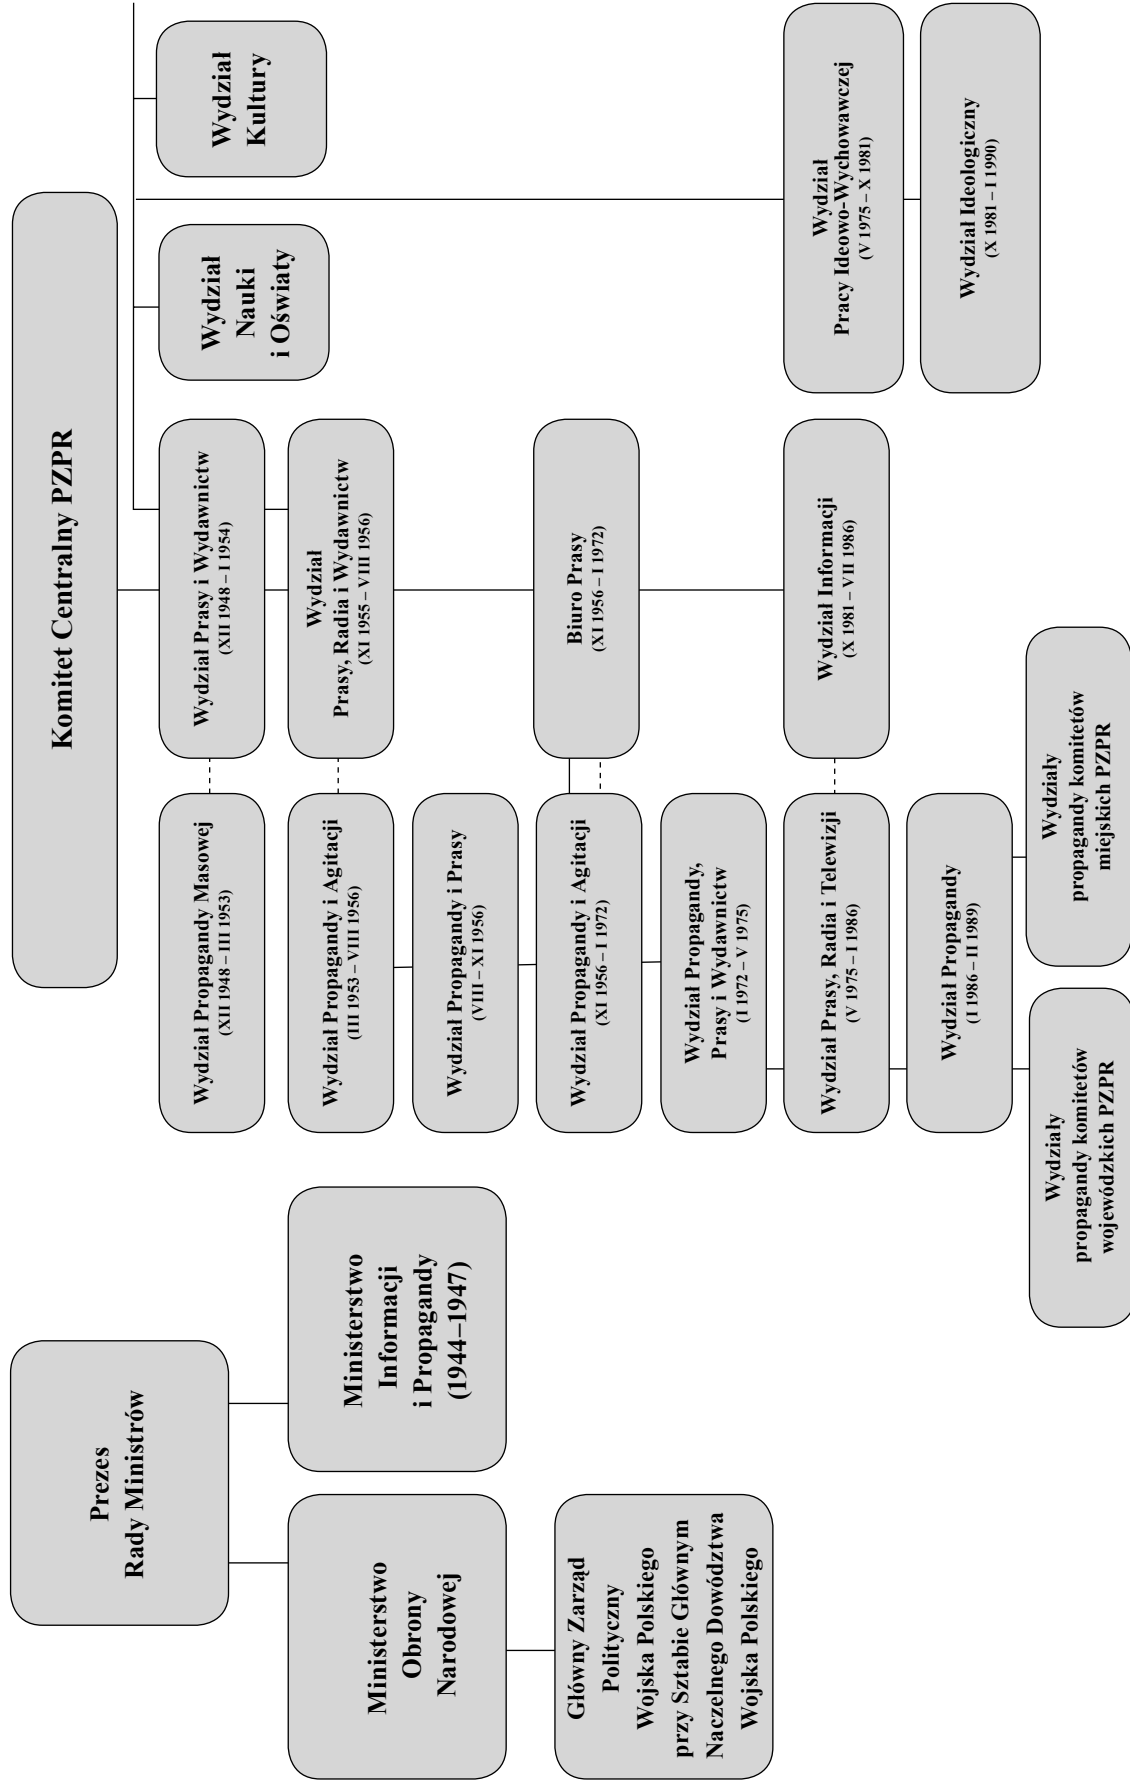 Prezes
Rady Ministrów
Ministerstwo
Obrony
Narodowej
Ministerstwo
Informacji
i Propagandy
(1944–1947)
Główny Zarząd
Polityczny
Wojska Polskiego
przy Sztabie Głównym
Naczelnego Dowództwa
Wojska Polskiego
Komitet Centralny PZPR
Wydział Propagandy Masowej
(XII 1948 – III 1953)
Wydział Prasy i Wydawnictw
(XII 1948 – I 1954)
Wydział
Nauki
i Oświaty
Wydział
Kultury
Wydział Propagandy i Agitacji
(III 1953 – VIII 1956)
Wydział
Prasy, Radia i Wydawnictw
(XI 1955 – VIII 1956)
Wydział Propagandy i Prasy
(VIII – XI 1956)
Wydział Propagandy i Agitacji
(XI 1956 – I 1972)
Biuro Prasy
(XI 1956 – I 1972)
Wydział Propagandy,
Prasy i Wydawnictw
(I 1972 – V 1975)
Wydział Prasy, Radia i Telewizji
(V 1975 – I 1986)
Wydział Informacji
(X 1981 – VII 1986)
Wydział
Pracy Ideowo-Wychowawczej
(V 1975 – X 1981)
Wydział Propagandy
(I 1986 – II 1989)
Wydział Ideologiczny
(X 1981 – I 1990)
Wydziały
propagandy komitetów
wojewódzkich PZPR
Wydziały
propagandy komitetów
miejskich PZPR